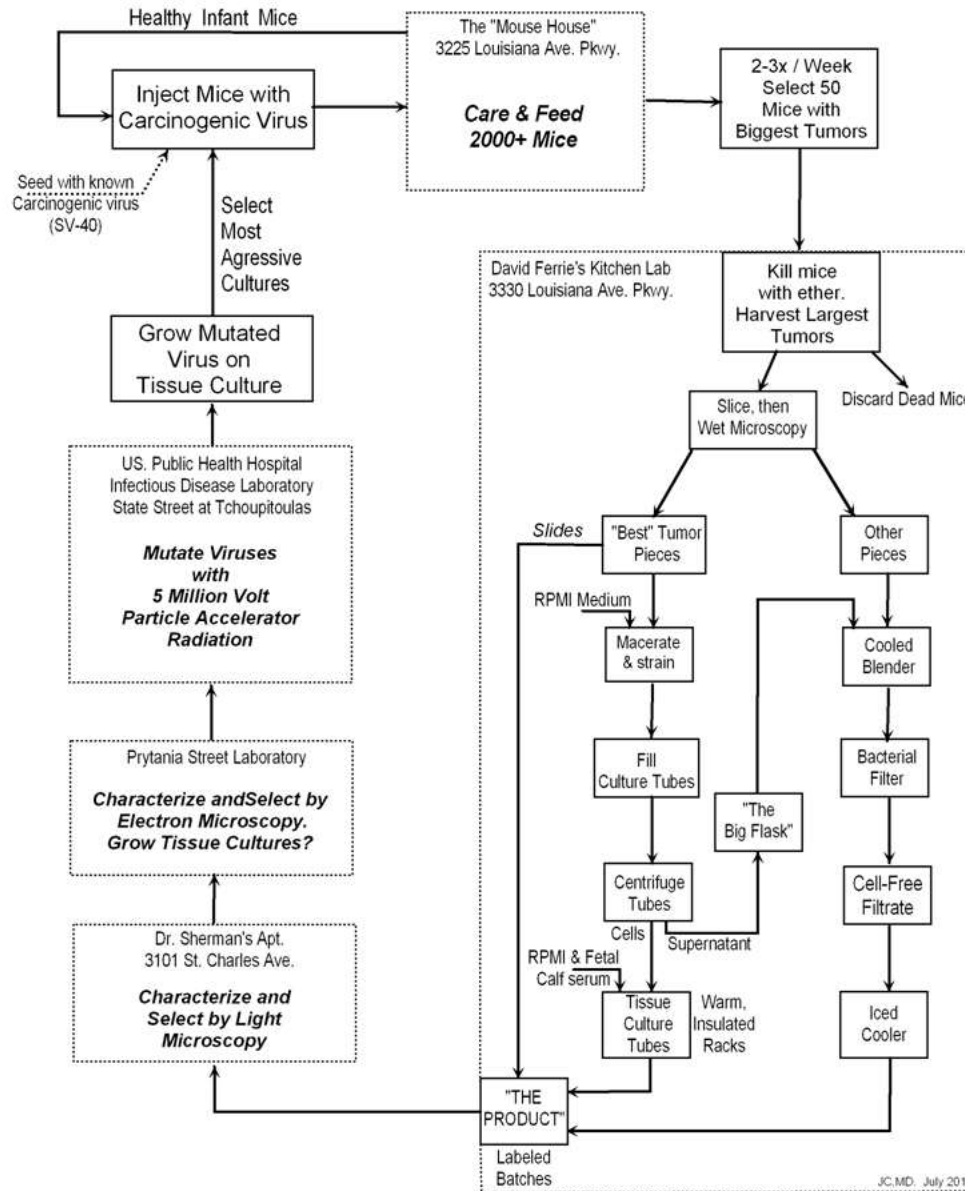 Healthy Infant Mice
Inject Mice with
Carcinogenic Virus
The "Mouse House"
3225 Louisiana Ave. Pkwy.
Care & Feed
2000+ Mice
2-3x / Week
Select 50
Mice with
Biggest Tumors
Seed with known
Carcinogenic virus
(SV-40)
Select
Most
Agressive
Cultures
David Ferrie's Kitchen Lab
3330 Louisiana Ave. Pkwy.
Kill mice
with ether.
Harvest Largest
Tumors
Discard Dead Mice
Grow Mutated
Virus on
Tissue Culture
Slice, then
Wet Microscopy
US. Public Health Hospital
Infectious Disease Laboratory
State Street at Tchoupitoulas
Mutate Viruses
with
5 Million Volt
Particle Accelerator
Radiation
Slides
"Best" Tumor
Pieces
Other
Pieces
RPMI Medium
Macerate
& strain
Cooled
Blender
Prytania Street Laboratory
Characterize andSelect by
Electron Microscopy.
Grow Tissue Cultures?
Fill
Culture Tubes
Bacterial
Filter
"The
Big Flask"
Centrifuge
Tubes
Cell-Free
Filtrate
Cells
Supernatant
Dr. Sherman's Apt.
3101 St. Charles Ave.
Characterize and
Select by Light
Microscopy
RPMI & Fetal
Calf serum
Tissue
Culture
Tubes
Warm,
Insulated
Racks
Iced
Cooler
"THE
PRODUCT"
Labeled
Batches
JC,MD. July 201